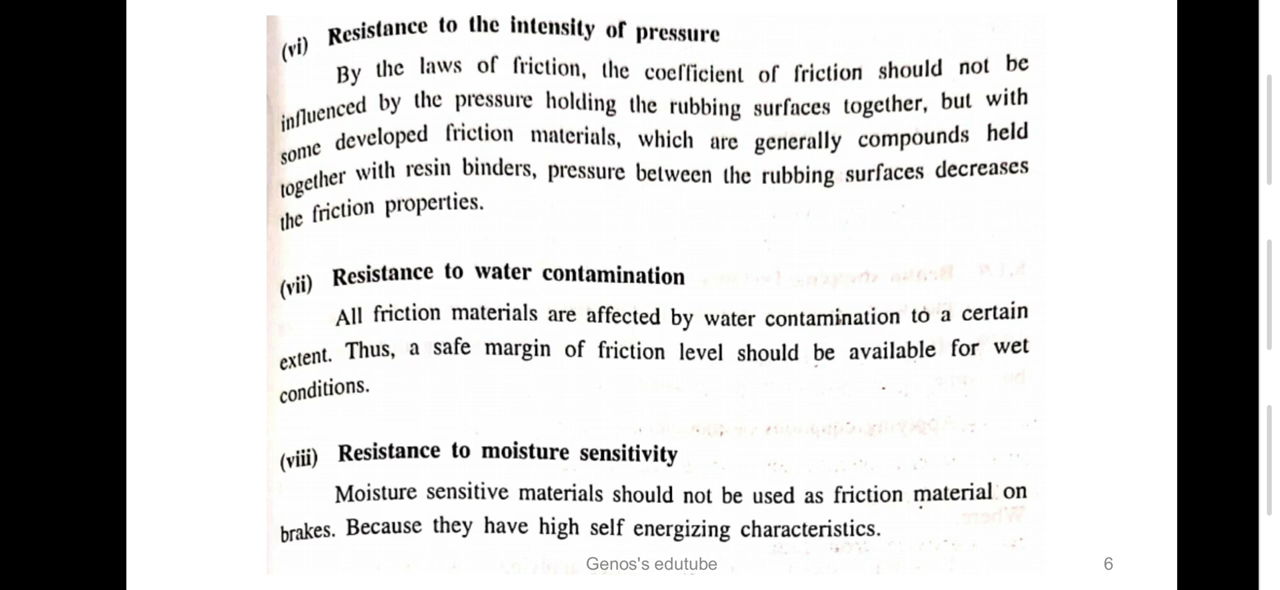 (vi) Resistance to the intensity of pressure
By the laws of friction, the coefficient of friction should not be
influenced by the pressure holding the rubbing surfaces together, but with
some developed friction materials, which are generally compounds held
together with resin binders, pressure between the rubbing surfaces decreases
the friction properties.
(vii) Resistance to water contamination
All friction materials are affected by water contamination to a certain
extent. Thus, a safe margin of friction level should be available for wet
conditions.
(viii) Resistance to moisture sensitivity
Moisture sensitive materials should not be used as friction material on
brakes. Because they have high self energizing characteristics.
Genos's edutube
6